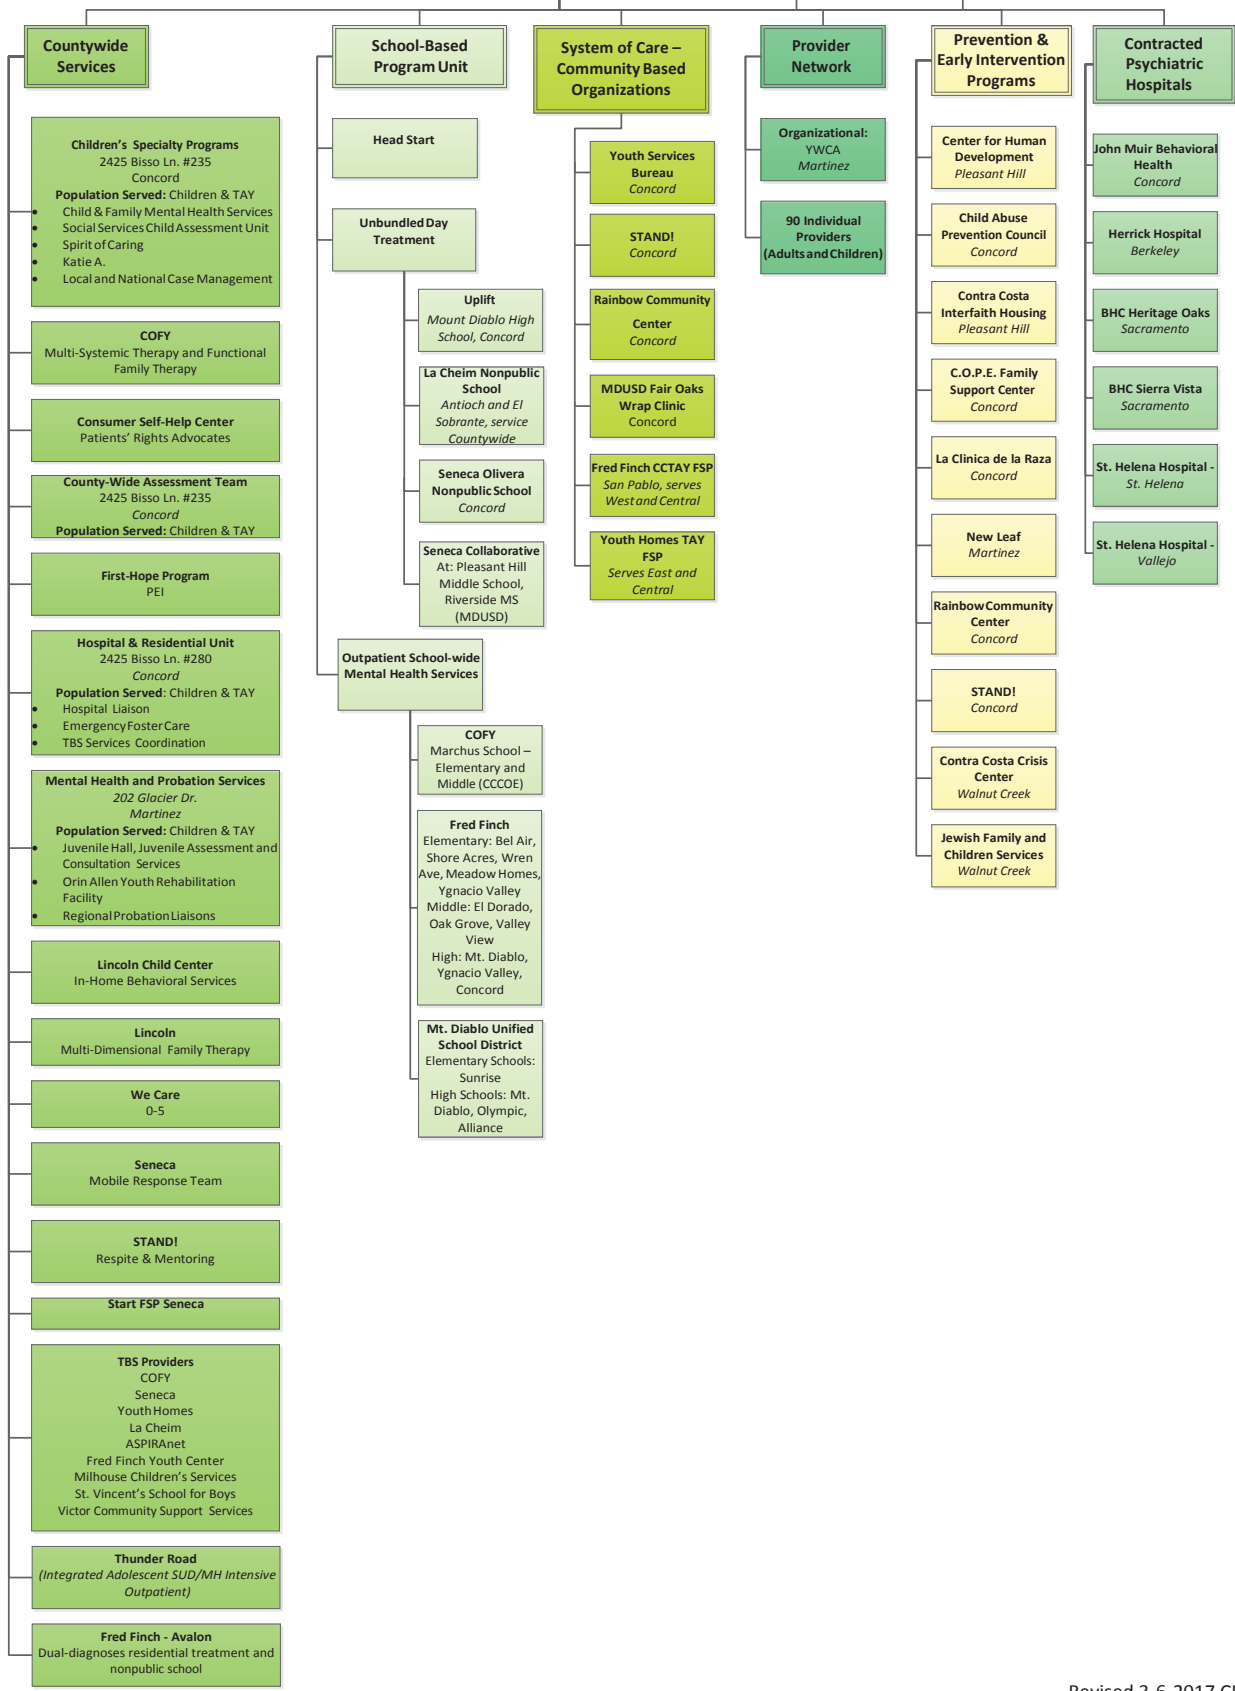 Countywide
Services
Children's Specialty Programs
2425 Bisso Ln. #235
Concord
Population Served: Children & TAY
• Child & Family Mental Health Services
• Social Services Child Assessment Unit
• Spirit of Caring
• Katie A.
• Local and National Case Management
COFY
Multi-Systemic Therapy and Functional
Family Therapy
Consumer Self-Help Center
Patients' Rights Advocates
County-Wide Assessment Team
2425 Bisso Ln. #235
Concord
Population Served: Children & TAY
First-Hope Program
PEI
Hospital & Residential Unit
2425 Bisso Ln. #280
Concord
Population Served: Children & TAY
• Hospital Liaison
• Emergency Foster Care
• TBS Services Coordination
Mental Health and Probation Services
202 Glacier Dr.
Martinez
Population Served: Children & TAY
• Juvenile Hall, Juvenile Assessment and
Consultation Services
• Orin Allen Youth Rehabilitation
Facility
• Regional Probation Liaisons
Lincoln Child Center
In-Home Behavioral Services
Lincoln
Multi-Dimensional Family Therapy
We Care
0-5
Seneca
Mobile Response Team
STAND!
Respite & Mentoring
Start FSP Seneca
TBS Providers
COFY
Seneca
Youth Homes
La Cheim
ASPIRAnet
Fred Finch Youth Center
Milhouse Children's Services
St. Vincent's School for Boys
Victor Community Support Services
Thunder Road
(Integrated Adolescent SUD/MH Intensive
Outpatient)
Fred Finch - Avalon
Dual-diagnoses residential treatment and
nonpublic school
School-Based
Program Unit
Head Start
Unbundled Day
Treatment
Uplift
Mount Diablo High
School, Concord
La Cheim Nonpublic
School
Antioch and El
Sobrante, service
Countywide
Seneca Olivera
Nonpublic School
Concord
Seneca Collaborative
At: Pleasant Hill
Middle School,
Riverside MS
(MDUSD)
Outpatient School-wide
Mental Health Services
COFY
Marchus School –
Elementary and
Middle (CCCOE)
Fred Finch
Elementary: Bel Air,
Shore Acres, Wren
Ave, Meadow Homes,
Ygnacio Valley
Middle: El Dorado,
Oak Grove, Valley
View
High: Mt. Diablo,
Ygnacio Valley,
Concord
Mt. Diablo Unified
School District
Elementary Schools:
Sunrise
High Schools: Mt.
Diablo, Olympic,
Alliance
System of Care –
Community Based
Organizations
Youth Services
Bureau
Concord
STAND!
Concord
Rainbow Community
Center
Concord
MDUSD Fair Oaks
Wrap Clinic
Concord
Fred Finch CCTAY FSP
San Pablo, serves
West and Central
Youth Homes TAY
FSP
Serves East and
Central
Provider
Network
Organizational:
YWCA
Martinez
90 Individual
Providers
(Adults and Children)
Prevention &
Early Intervention
Programs
Center for Human
Development
Pleasant Hill
Child Abuse
Prevention Council
Concord
Contra Costa
Interfaith Housing
Pleasant Hill
C.O.P.E. Family
Support Center
Concord
La Clinica de la Raza
Concord
New Leaf
Martinez
Rainbow Community
Center
Concord
STAND!
Concord
Contra Costa Crisis
Center
Walnut Creek
Jewish Family and
Children Services
Walnut Creek
Contracted
Psychiatric
Hospitals
John Muir Behavioral
Health
Concord
Herrick Hospital
Berkeley
BHC Heritage Oaks
Sacramento
BHC Sierra Vista
Sacramento
St. Helena Hospital -
St. Helena
St. Helena Hospital -
Vallejo
Revised 3-6-2017